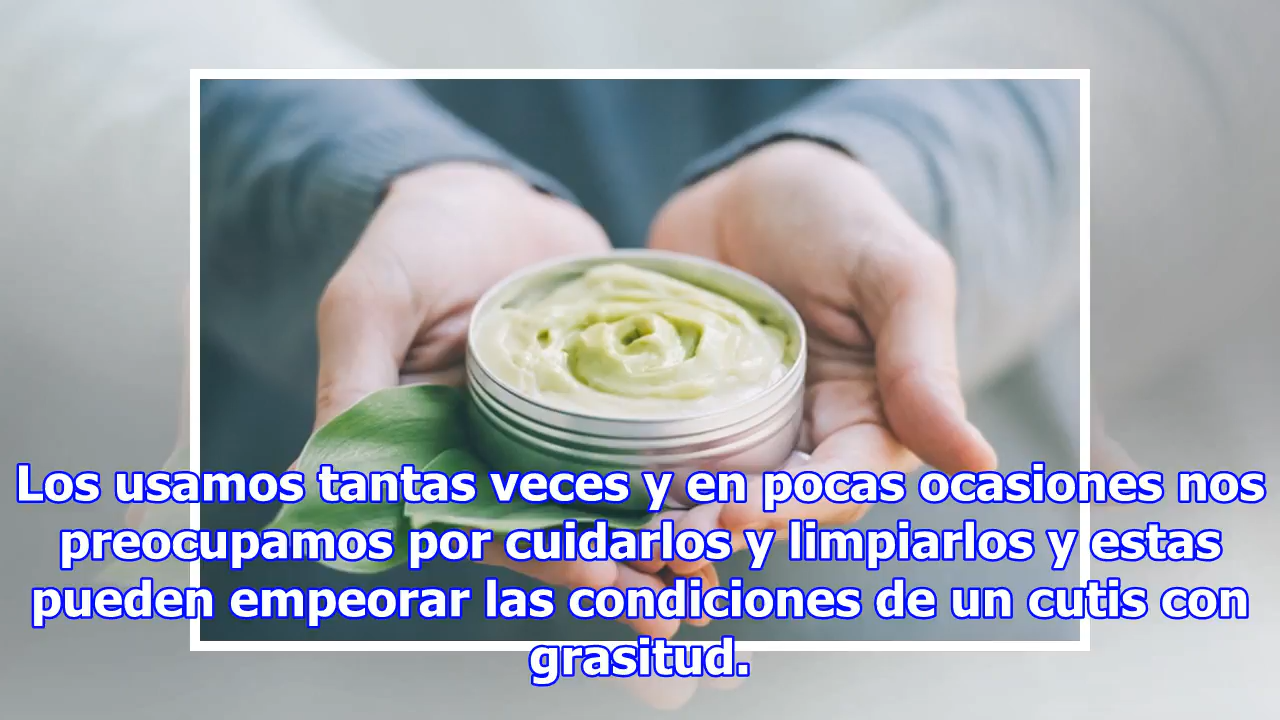 Los usamos tantas veces y en pocas ocasiones nos
preocupamos por cuidarlos y limpiarlos y estas
pueden empeorar las condiciones de un cutis con
grasitud.